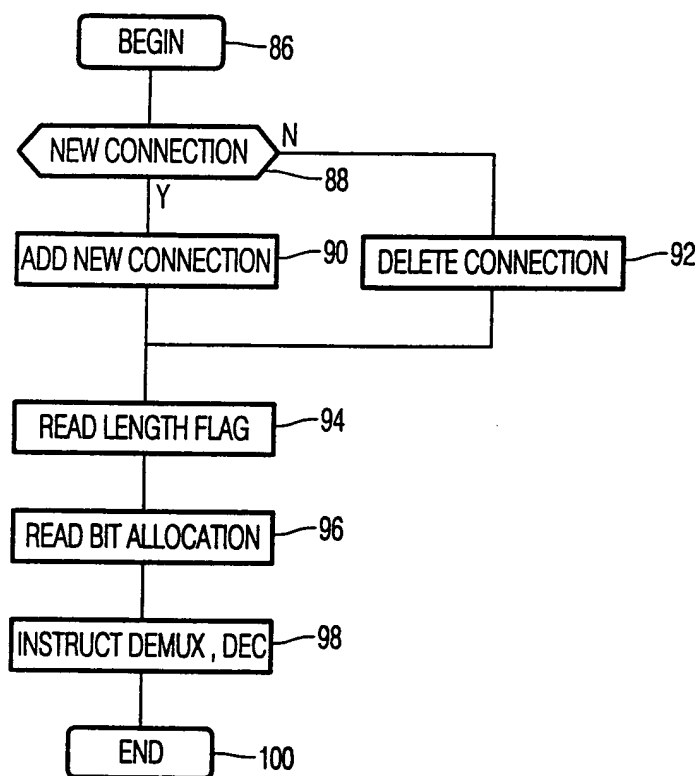 BEGIN
86
NEW CONNECTION
N
88
Y
ADD NEW CONNECTION
90
DELETE CONNECTION
92
READ LENGTH FLAG
94
READ BIT ALLOCATION
96
INSTRUCT DEMUX , DEC
98
END
100